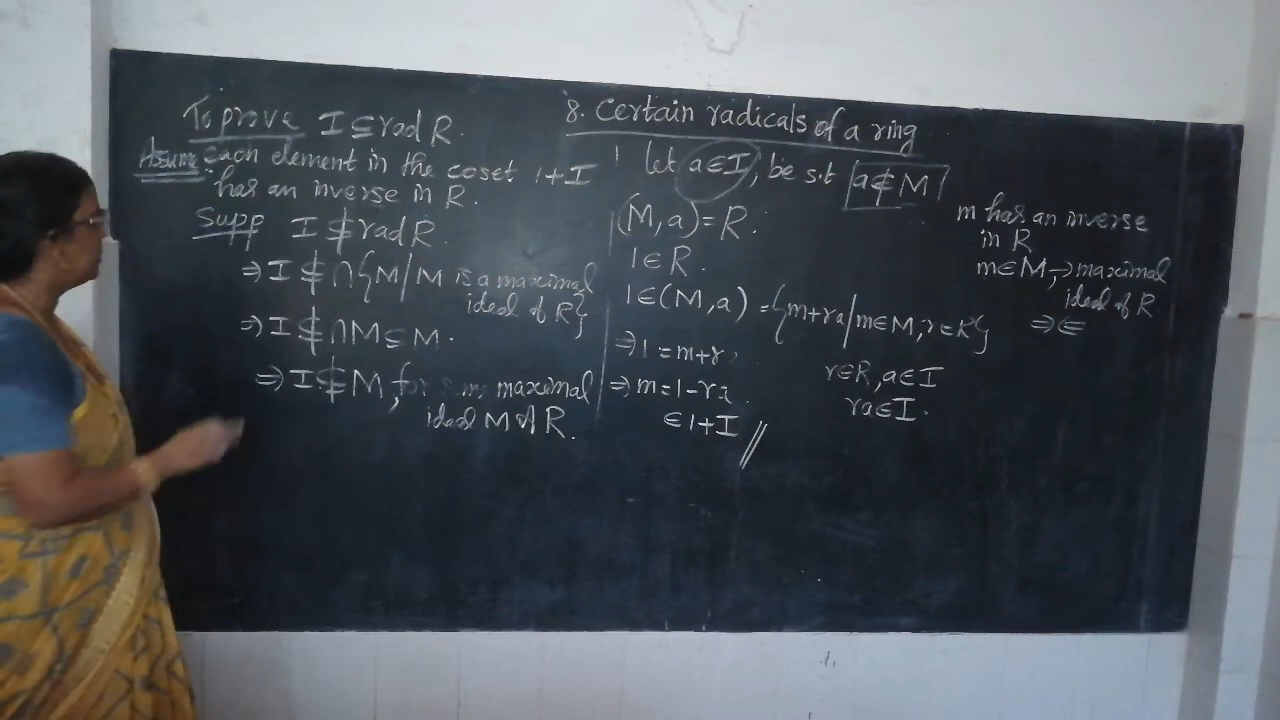 8. Certain radicals of a ring
To prove I ⊆ rad R.
Assume: Each element in the coset 1+I
has an inverse in R.
Supp I ⊈ rad R.
⇒ I ⊈ ∩{M/M is a maximal
ideal of R}
⇒ I ⊈ ∩M ⊆ M.
⇒ I ⊈ M, for some maximal
ideal M of R.
let a∈I, be s.t a∉M
(M,a)=R.
1∈R.
1∈(M,a) = {m+ra/m∈M, r∈R}
⇒ 1=m+r
⇒ m=1-ra
∈ 1+I //
r∈R, a∈I
ra∈I.
m has an inverse
in R
m∈M, → maximal
ideal of R
⇒⇐